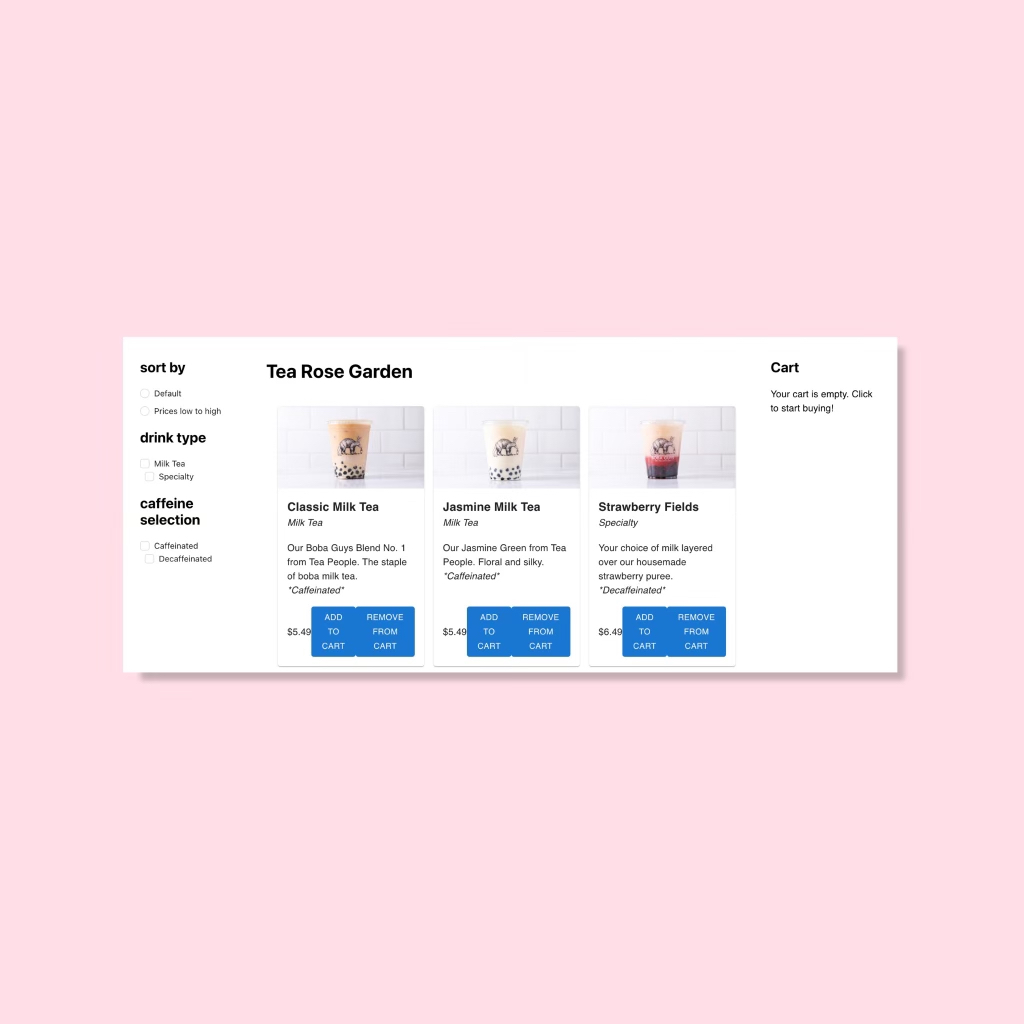 sort by
Default
Prices low to high
drink type
Milk Tea
Specialty
caffeine
selection
Caffeinated
Decaffeinated
Tea Rose Garden
Classic Milk Tea
Milk Tea
Our Boba Guys Blend No. 1
from Tea People. The staple
of boba milk tea.
*Caffeinated*
$5.49
ADD
TO
CART
REMOVE
FROM
CART
Jasmine Milk Tea
Milk Tea
Our Jasmine Green from Tea
People. Floral and silky.
*Caffeinated*
$5.49
ADD
TO
CART
REMOVE
FROM
CART
Strawberry Fields
Specialty
Your choice of milk layered
over our housemade
strawberry puree.
*Decaffeinated*
$6.49
ADD
TO
CART
REMOVE
FROM
CART
Cart
Your cart is empty. Click
to start buying!